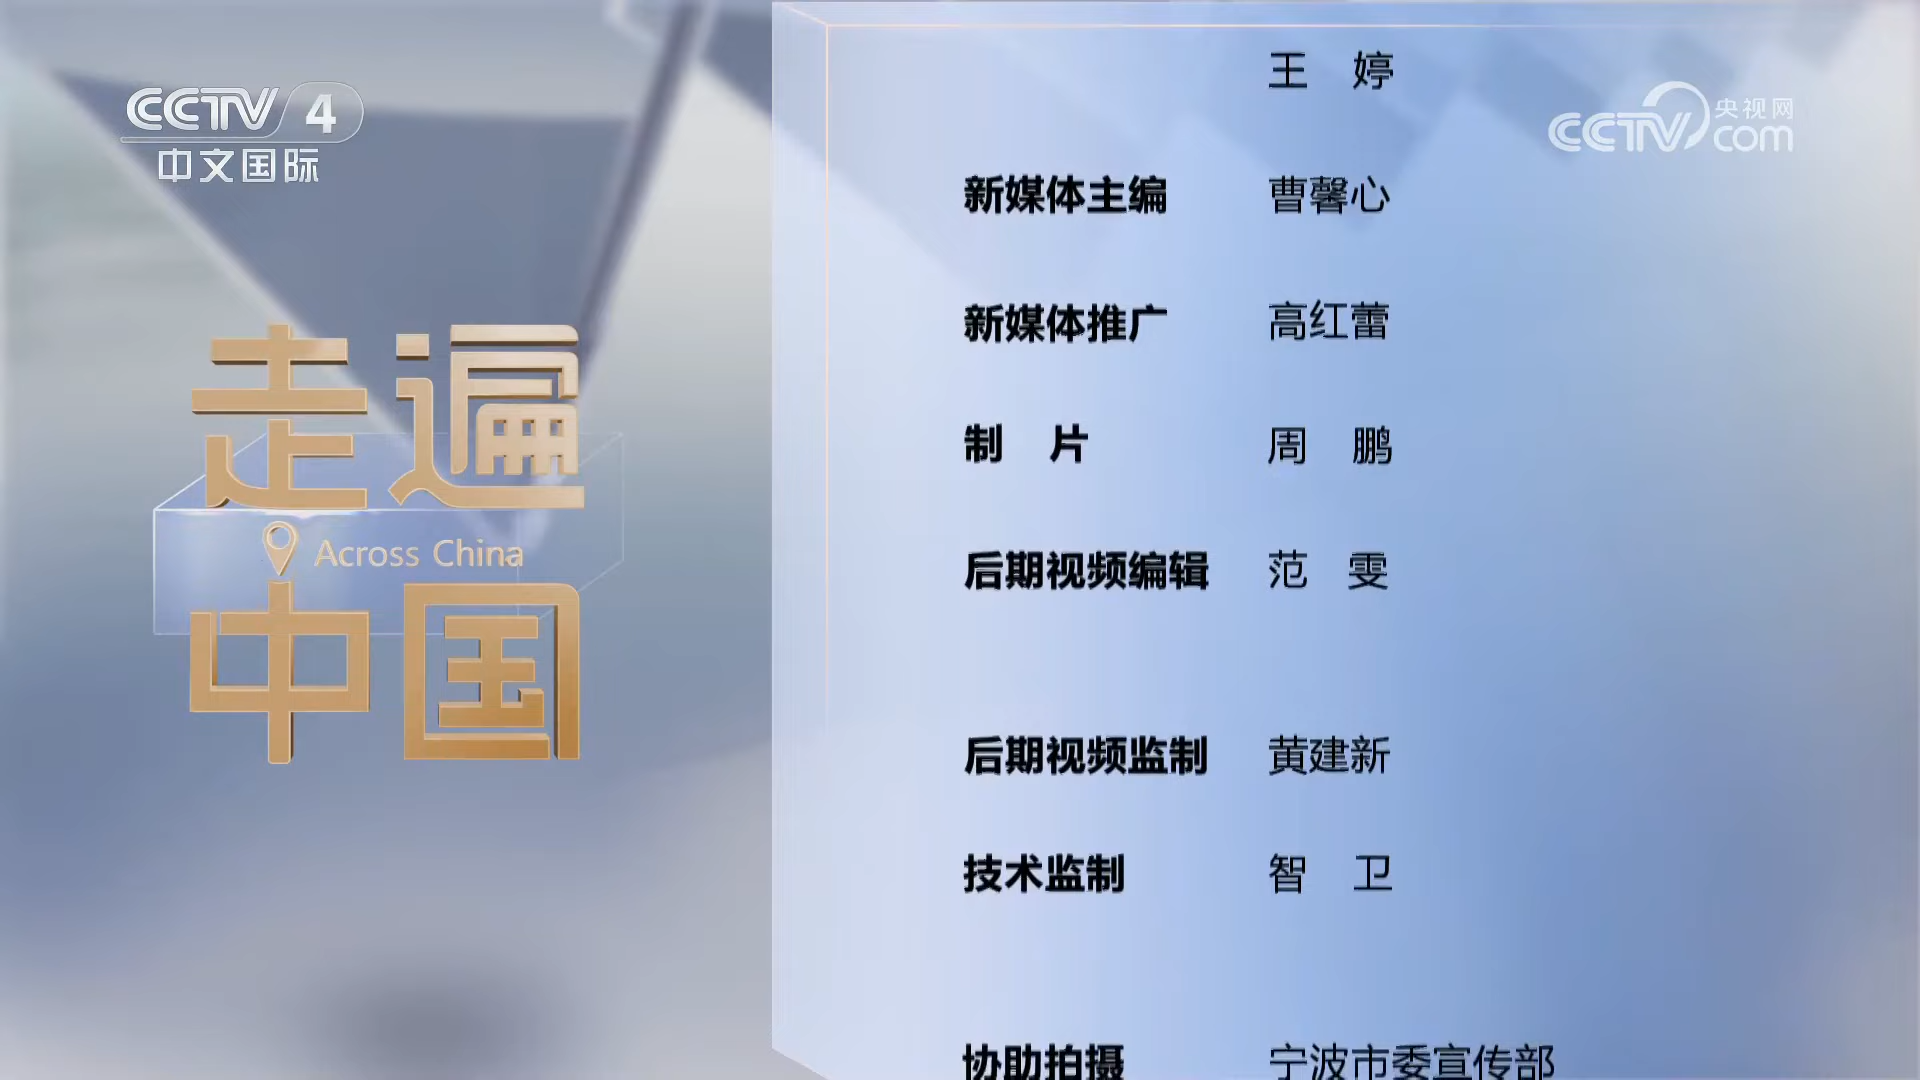 CCTV 4
中文国际
央视网
CCTV com
走遍
Across China
中国
王 婷
新媒体主编 曹馨心
新媒体推广 高红蕾
制 片 周 鹏
后期视频编辑 范 雯
后期视频监制 黄建新
技术监制 智 卫
协助拍摄 宁波市委宣传部